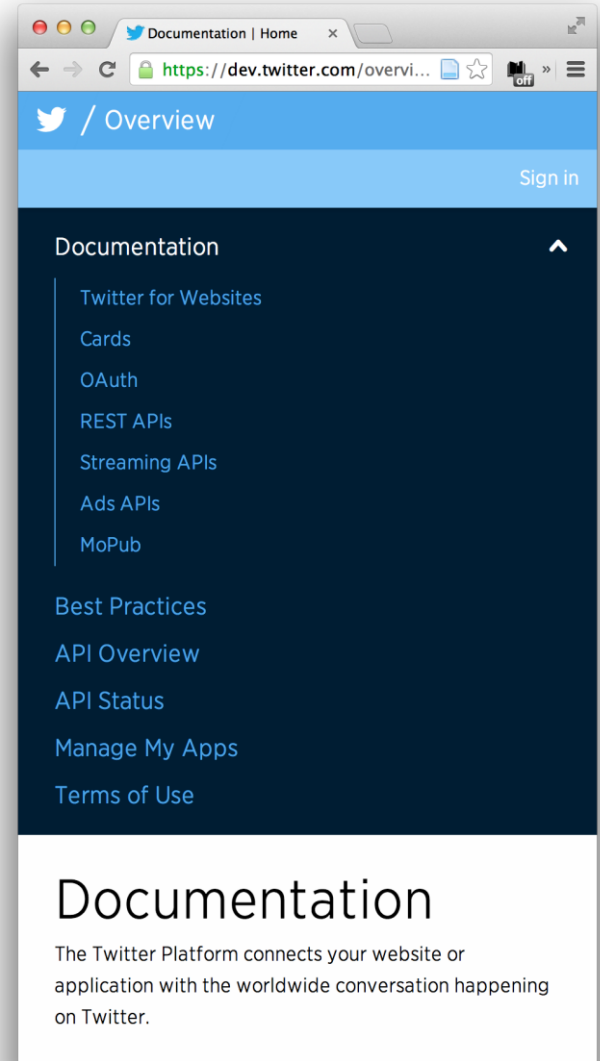 Documentation | Home
https://dev.twitter.com/overvi...
off
/ Overview
Sign in
Documentation
Twitter for Websites
Cards
OAuth
REST APIs
Streaming APIs
Ads APIs
MoPub
Best Practices
API Overview
API Status
Manage My Apps
Terms of Use
Documentation
The Twitter Platform connects your website or
application with the worldwide conversation happening
on Twitter.